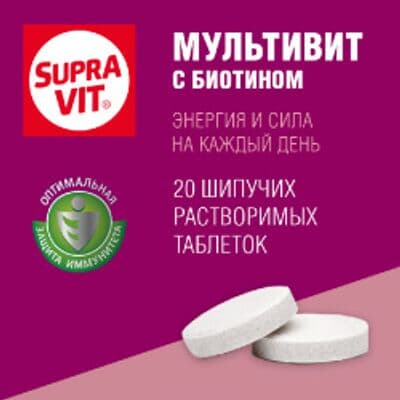 SUPRA
VIT®
МУЛЬТИВИТ
С БИОТИНОМ
ЭНЕРГИЯ И СИЛА
НА КАЖДЫЙ ДЕНЬ
ОПТИМАЛЬНАЯ
ЗАЩИТА ИММУНИТЕТА
20 ШИПУЧИХ
РАСТВОРИМЫХ
ТАБЛЕТОК